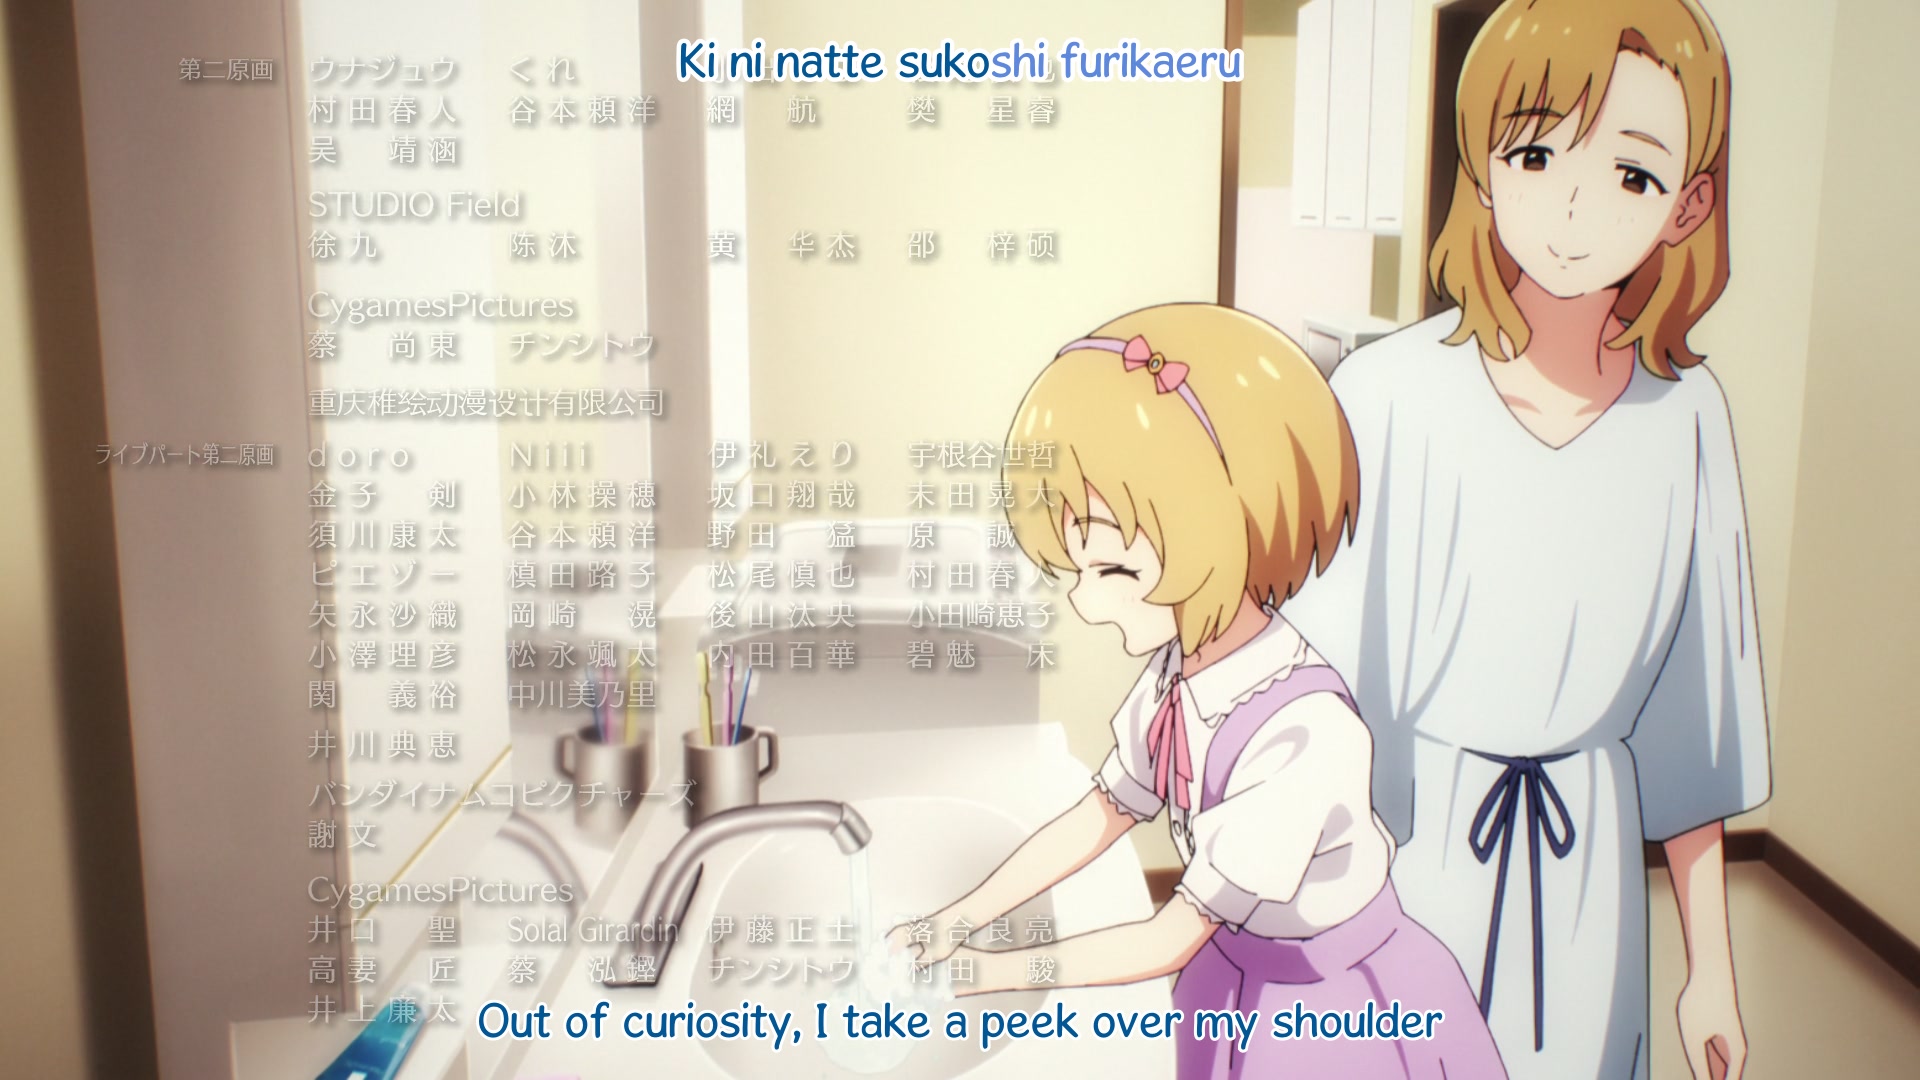 Ki ni natte sukoshi furikaeru
第二原画 ウナジュウ くれ
村田春人 谷本頼洋 網 航 樊 星睿
吴 靖涵
STUDIO Field
徐九 陈沐 黄 华杰 邵 梓硕
CygamesPictures
蔡 尚東 チンシトウ
重庆稚绘动漫设计有限公司
ライブパート第二原画 doro Niii 伊礼えり 宇根谷世哲
金子 剣 小林操穂 坂口翔哉 末田晃大
須川康太 谷本頼洋 野田 猛 原 誠
ピエゾー 槙田路子 松尾慎也 村田春人
矢永沙織 岡崎 滉 後山汰央 小田崎恵子
小澤理彦 松永颯太 内田百華 碧魅 床
関 義裕 中川美乃里
井川典恵
バンダイナムコピクチャーズ
謝文
CygamesPictures
井口 聖 Solal Girardin 伊藤正士 落合良亮
高妻 匠 蔡 泓鏗 チンシトウ 村田 駿
井上廉太
Out of curiosity, I take a peek over my shoulder